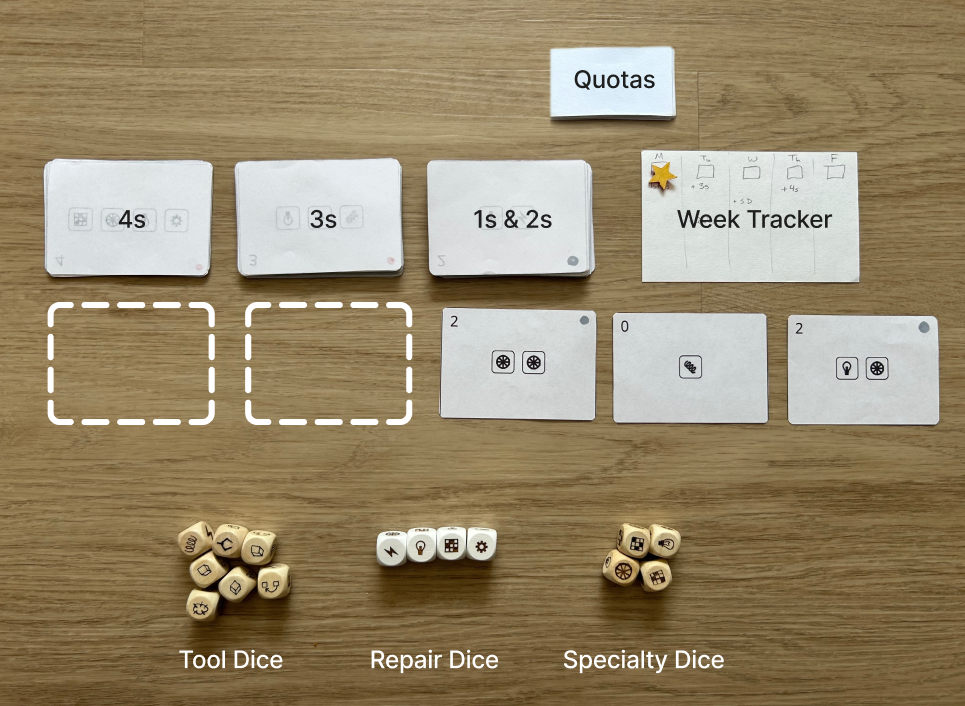 Quotas
4s
3s
1s & 2s
4
3
2
M Tu W Th F
+3s
+4s
+SD
Week Tracker
2
0
2
Tool Dice
Repair Dice
Specialty Dice